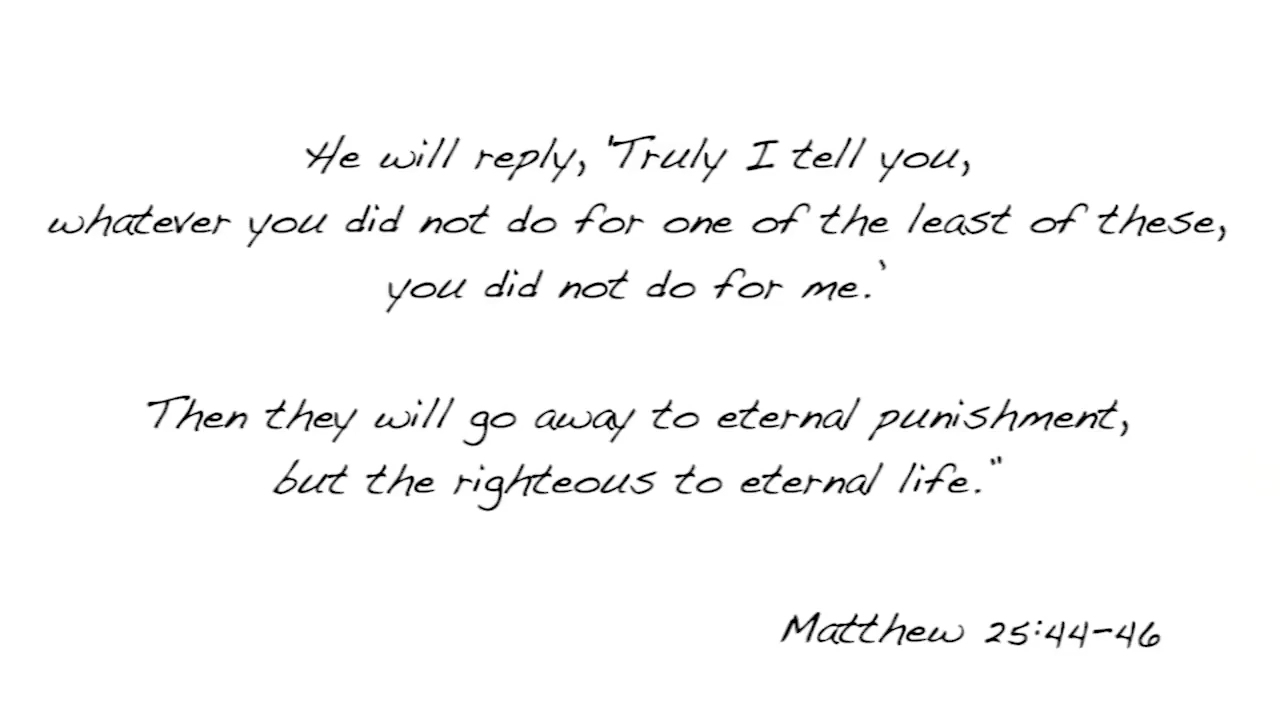 He will reply, 'Truly I tell you,
whatever you did not do for one of the least of these,
you did not do for me.'
Then they will go away to eternal punishment,
but the righteous to eternal life."
Matthew 25:44-46